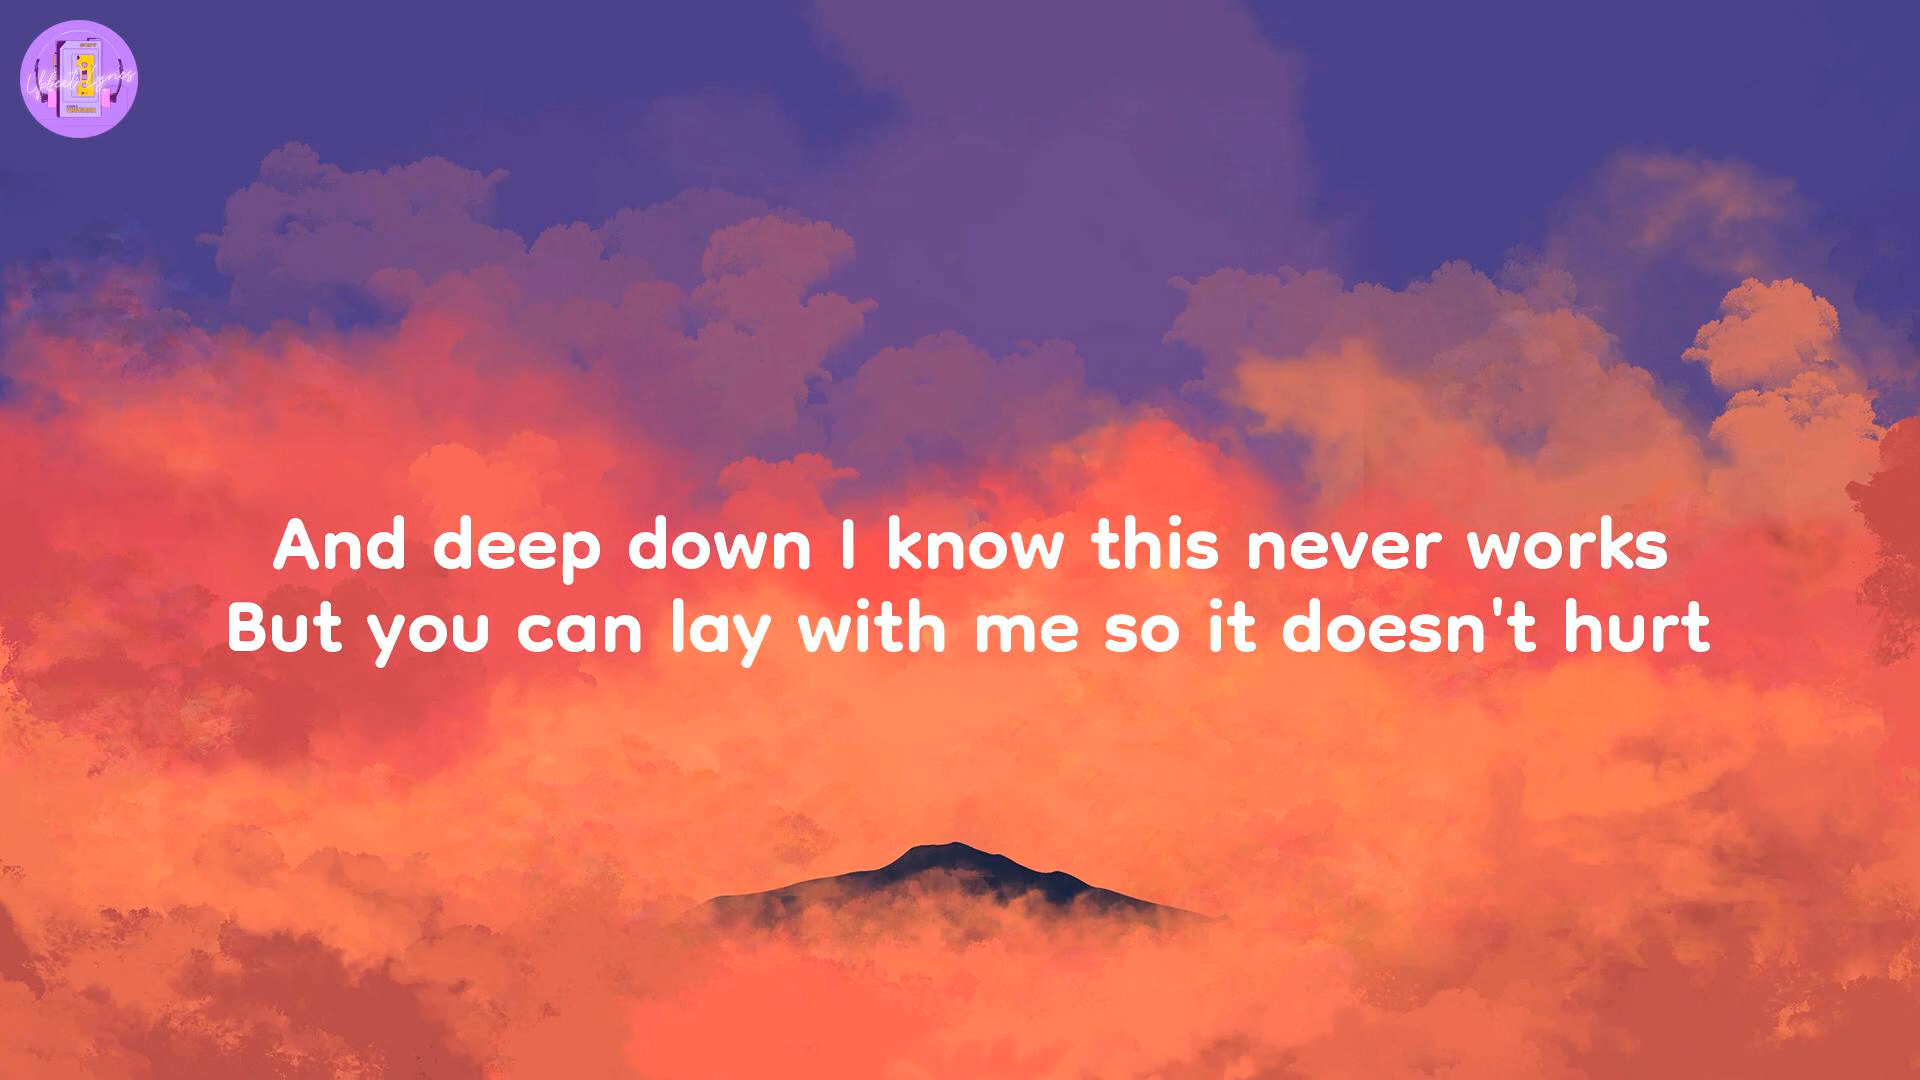 And deep down I know this never works
But you can lay with me so it doesn't hurt